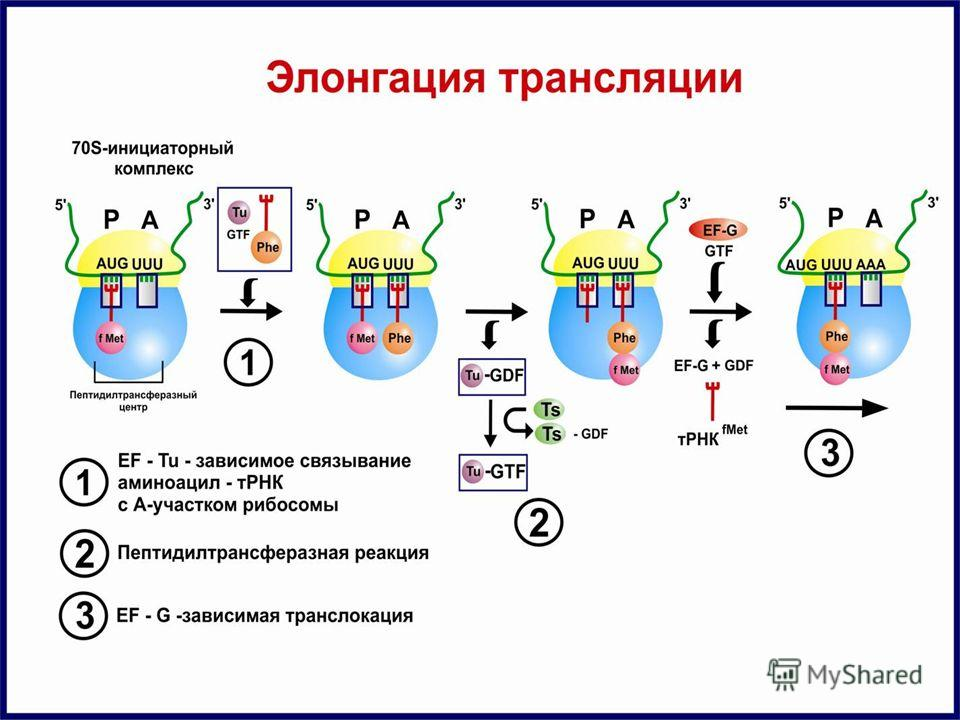 Элонгация трансляции
70S-инициаторный
комплекс
5'
P A
3'
AUG UUU
f Met
Пептидилтрансферазный
центр
Tu
GTF
Phe
1
5'
P A
3'
AUG UUU
f Met
Phe
Tu -GDF
Ts
Ts - GDF
Tu -GTF
2
5'
P A
3'
AUG UUU
Phe
f Met
EF-G
GTF
EF-G + GDF
тРНК fMet
5'
P A
3'
AUG UUU AAA
Phe
f Met
3
1 EF - Tu - зависимое связывание
аминоацил - тРНК
с А-участком рибосомы
2 Пептидилтрансферазная реакция
3 EF - G -зависимая транслокация
MyShared